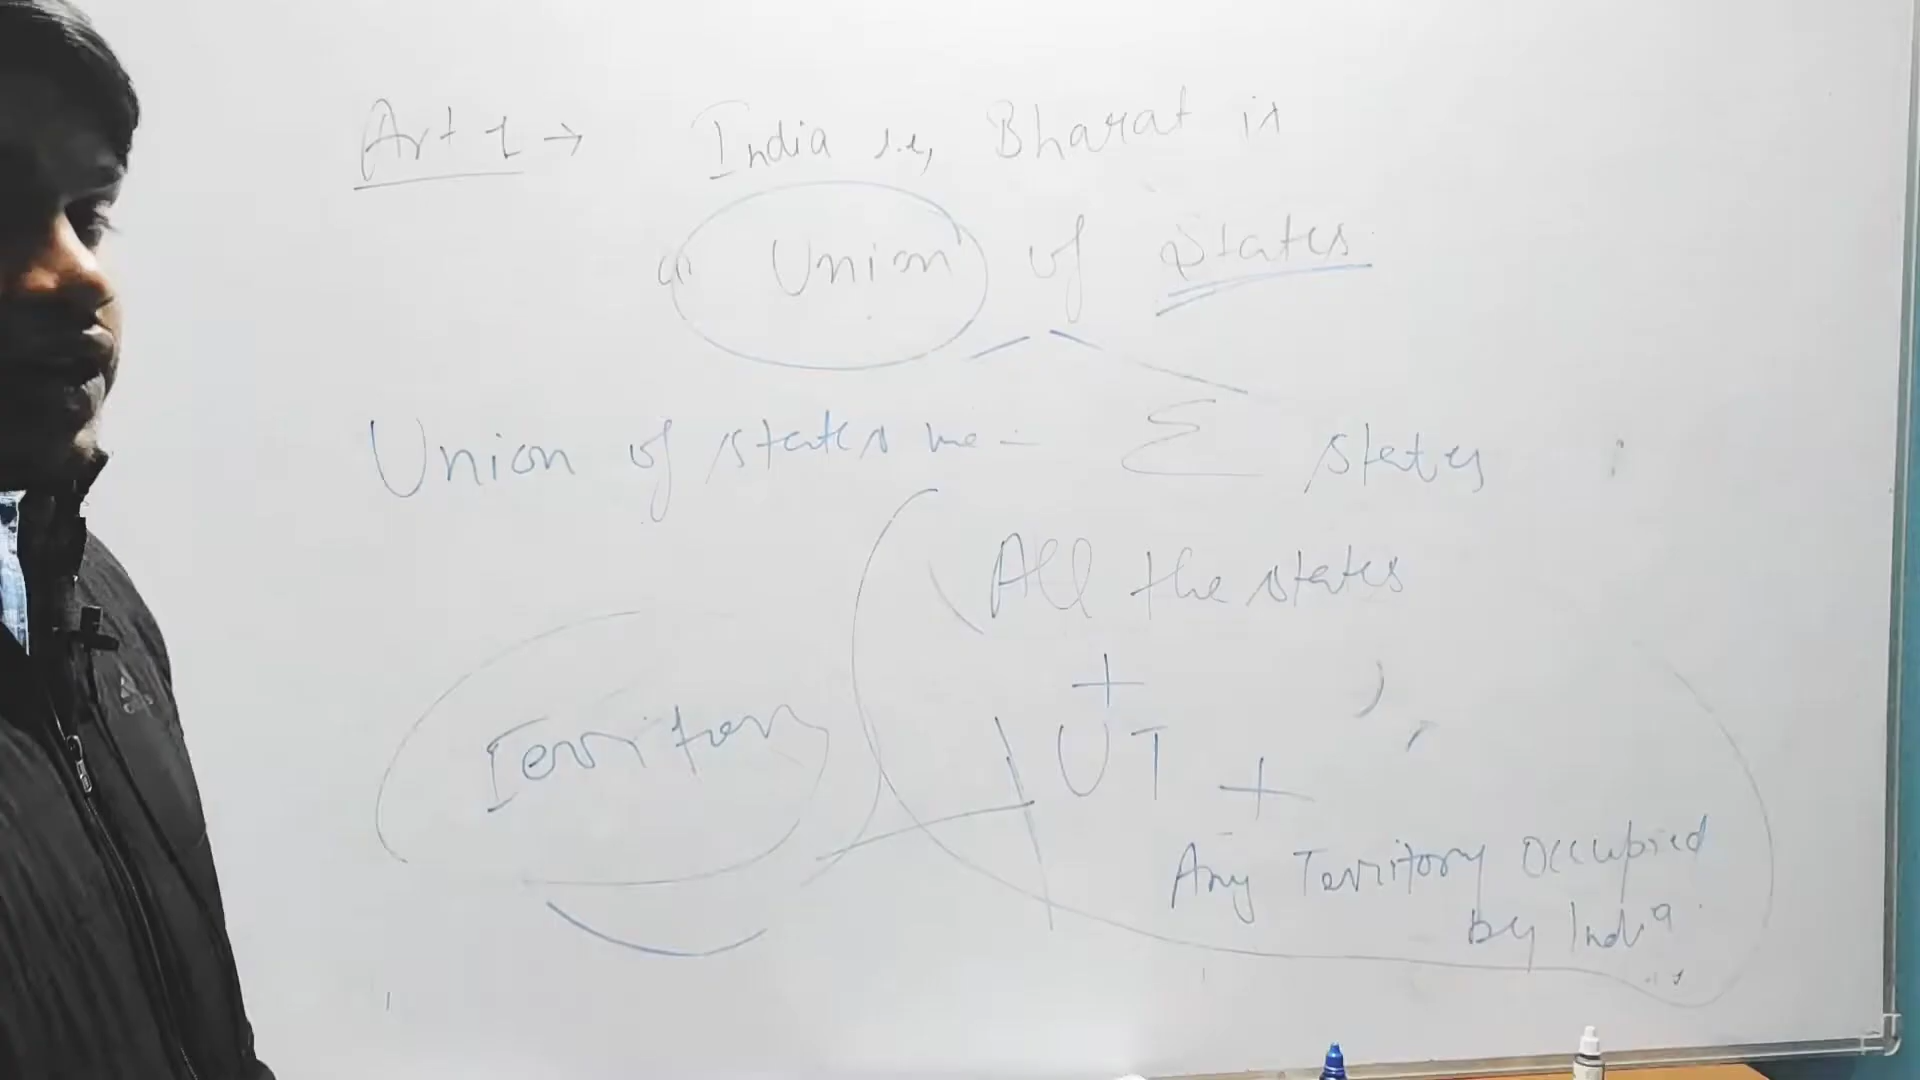 Art 1 → India i.e, Bharat is
Union of States
Union of states me = Σ states
All the states
+
UT +
Territory
Any Territory Occupied
by India